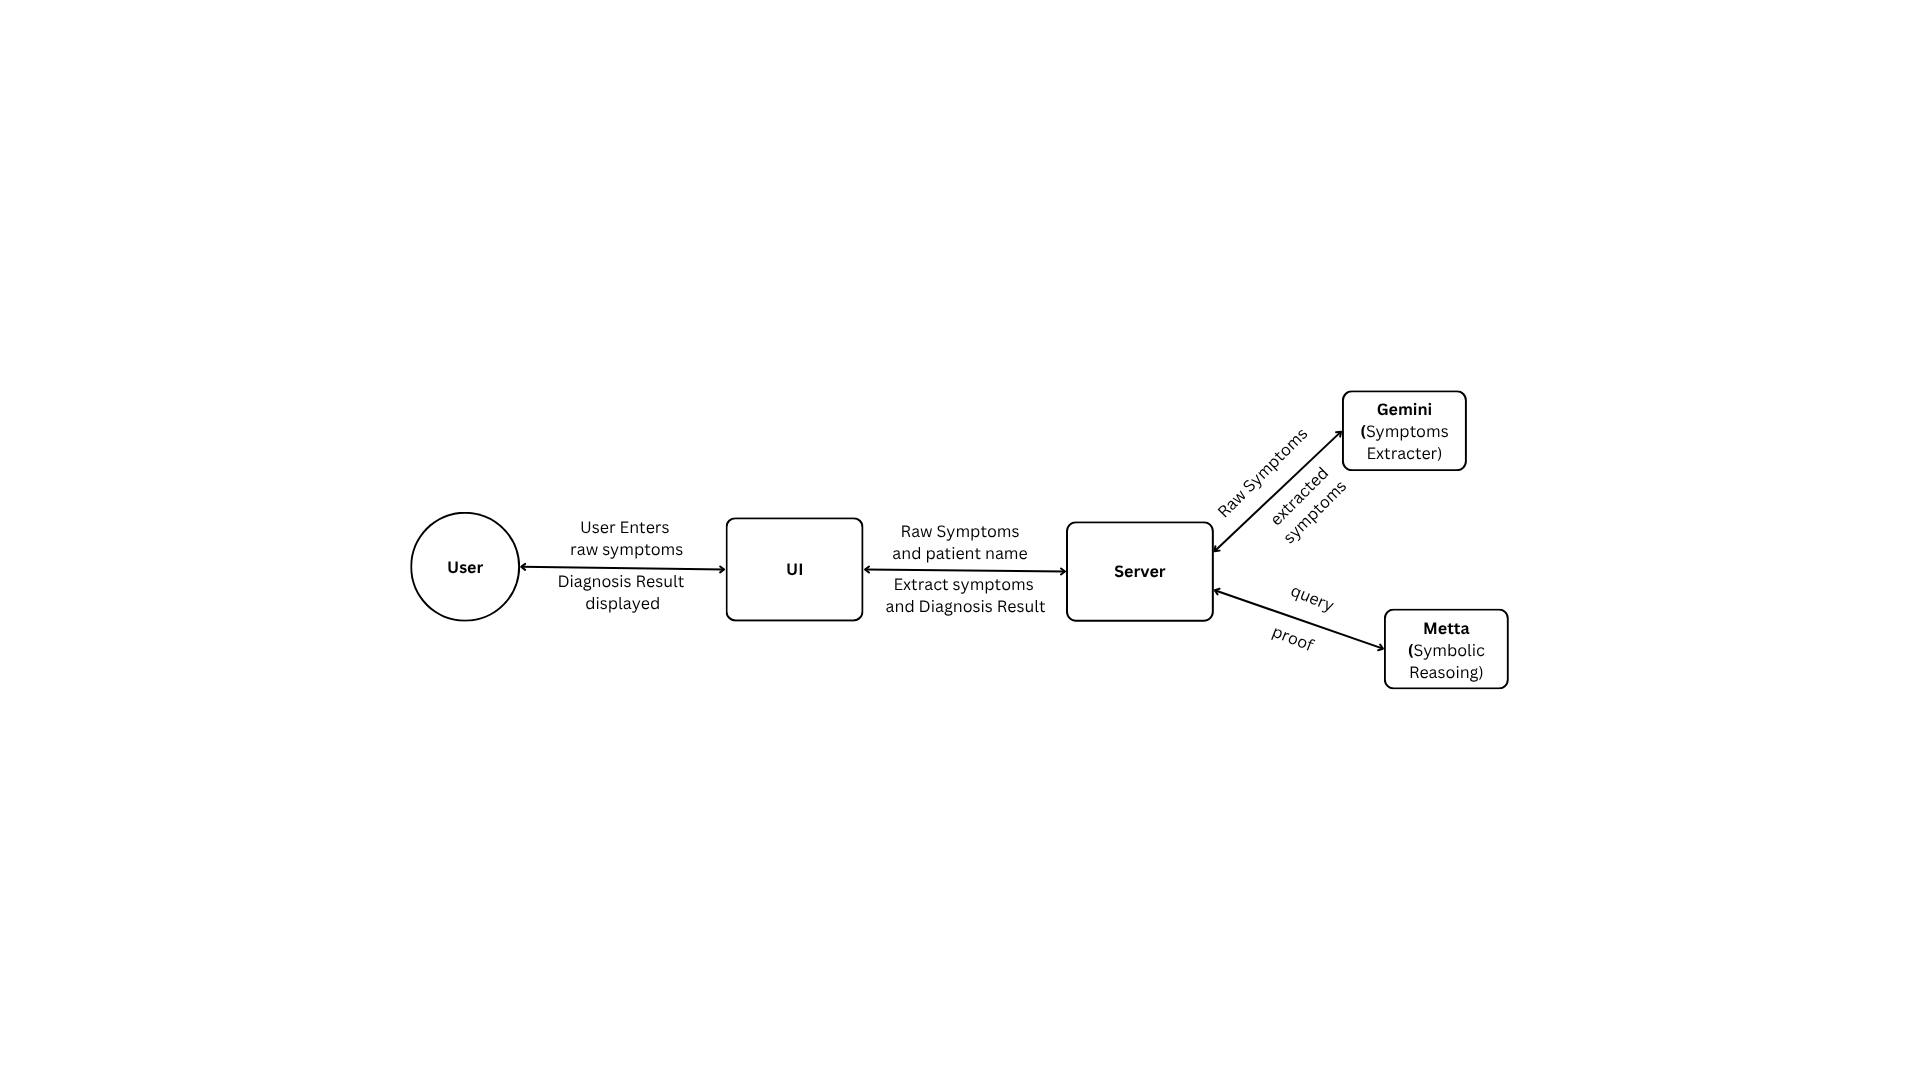 User
User Enters
raw symptoms
Diagnosis Result
displayed
UI
Raw Symptoms
and patient name
Extract symptoms
and Diagnosis Result
Server
Raw Symptoms
extracted
symptoms
Gemini
(Symptoms
Extracter)
query
proof
Metta
(Symbolic
Reasoing)